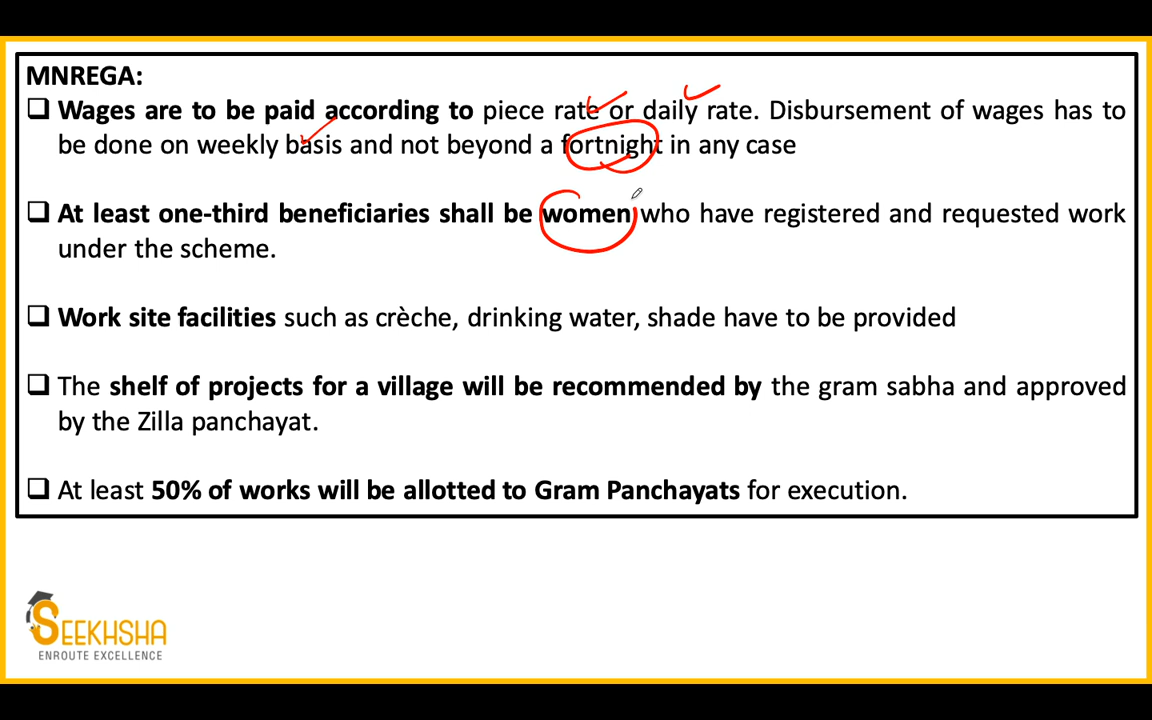 MNREGA:
❑ Wages are to be paid according to piece rate or daily rate. Disbursement of wages has to
be done on weekly basis and not beyond a fortnight in any case
❑ At least one-third beneficiaries shall be women who have registered and requested work
under the scheme.
❑ Work site facilities such as crèche, drinking water, shade have to be provided
❑ The shelf of projects for a village will be recommended by the gram sabha and approved
by the Zilla panchayat.
❑ At least 50% of works will be allotted to Gram Panchayats for execution.
SEEKHSHA
ENROUTE EXCELLENCE